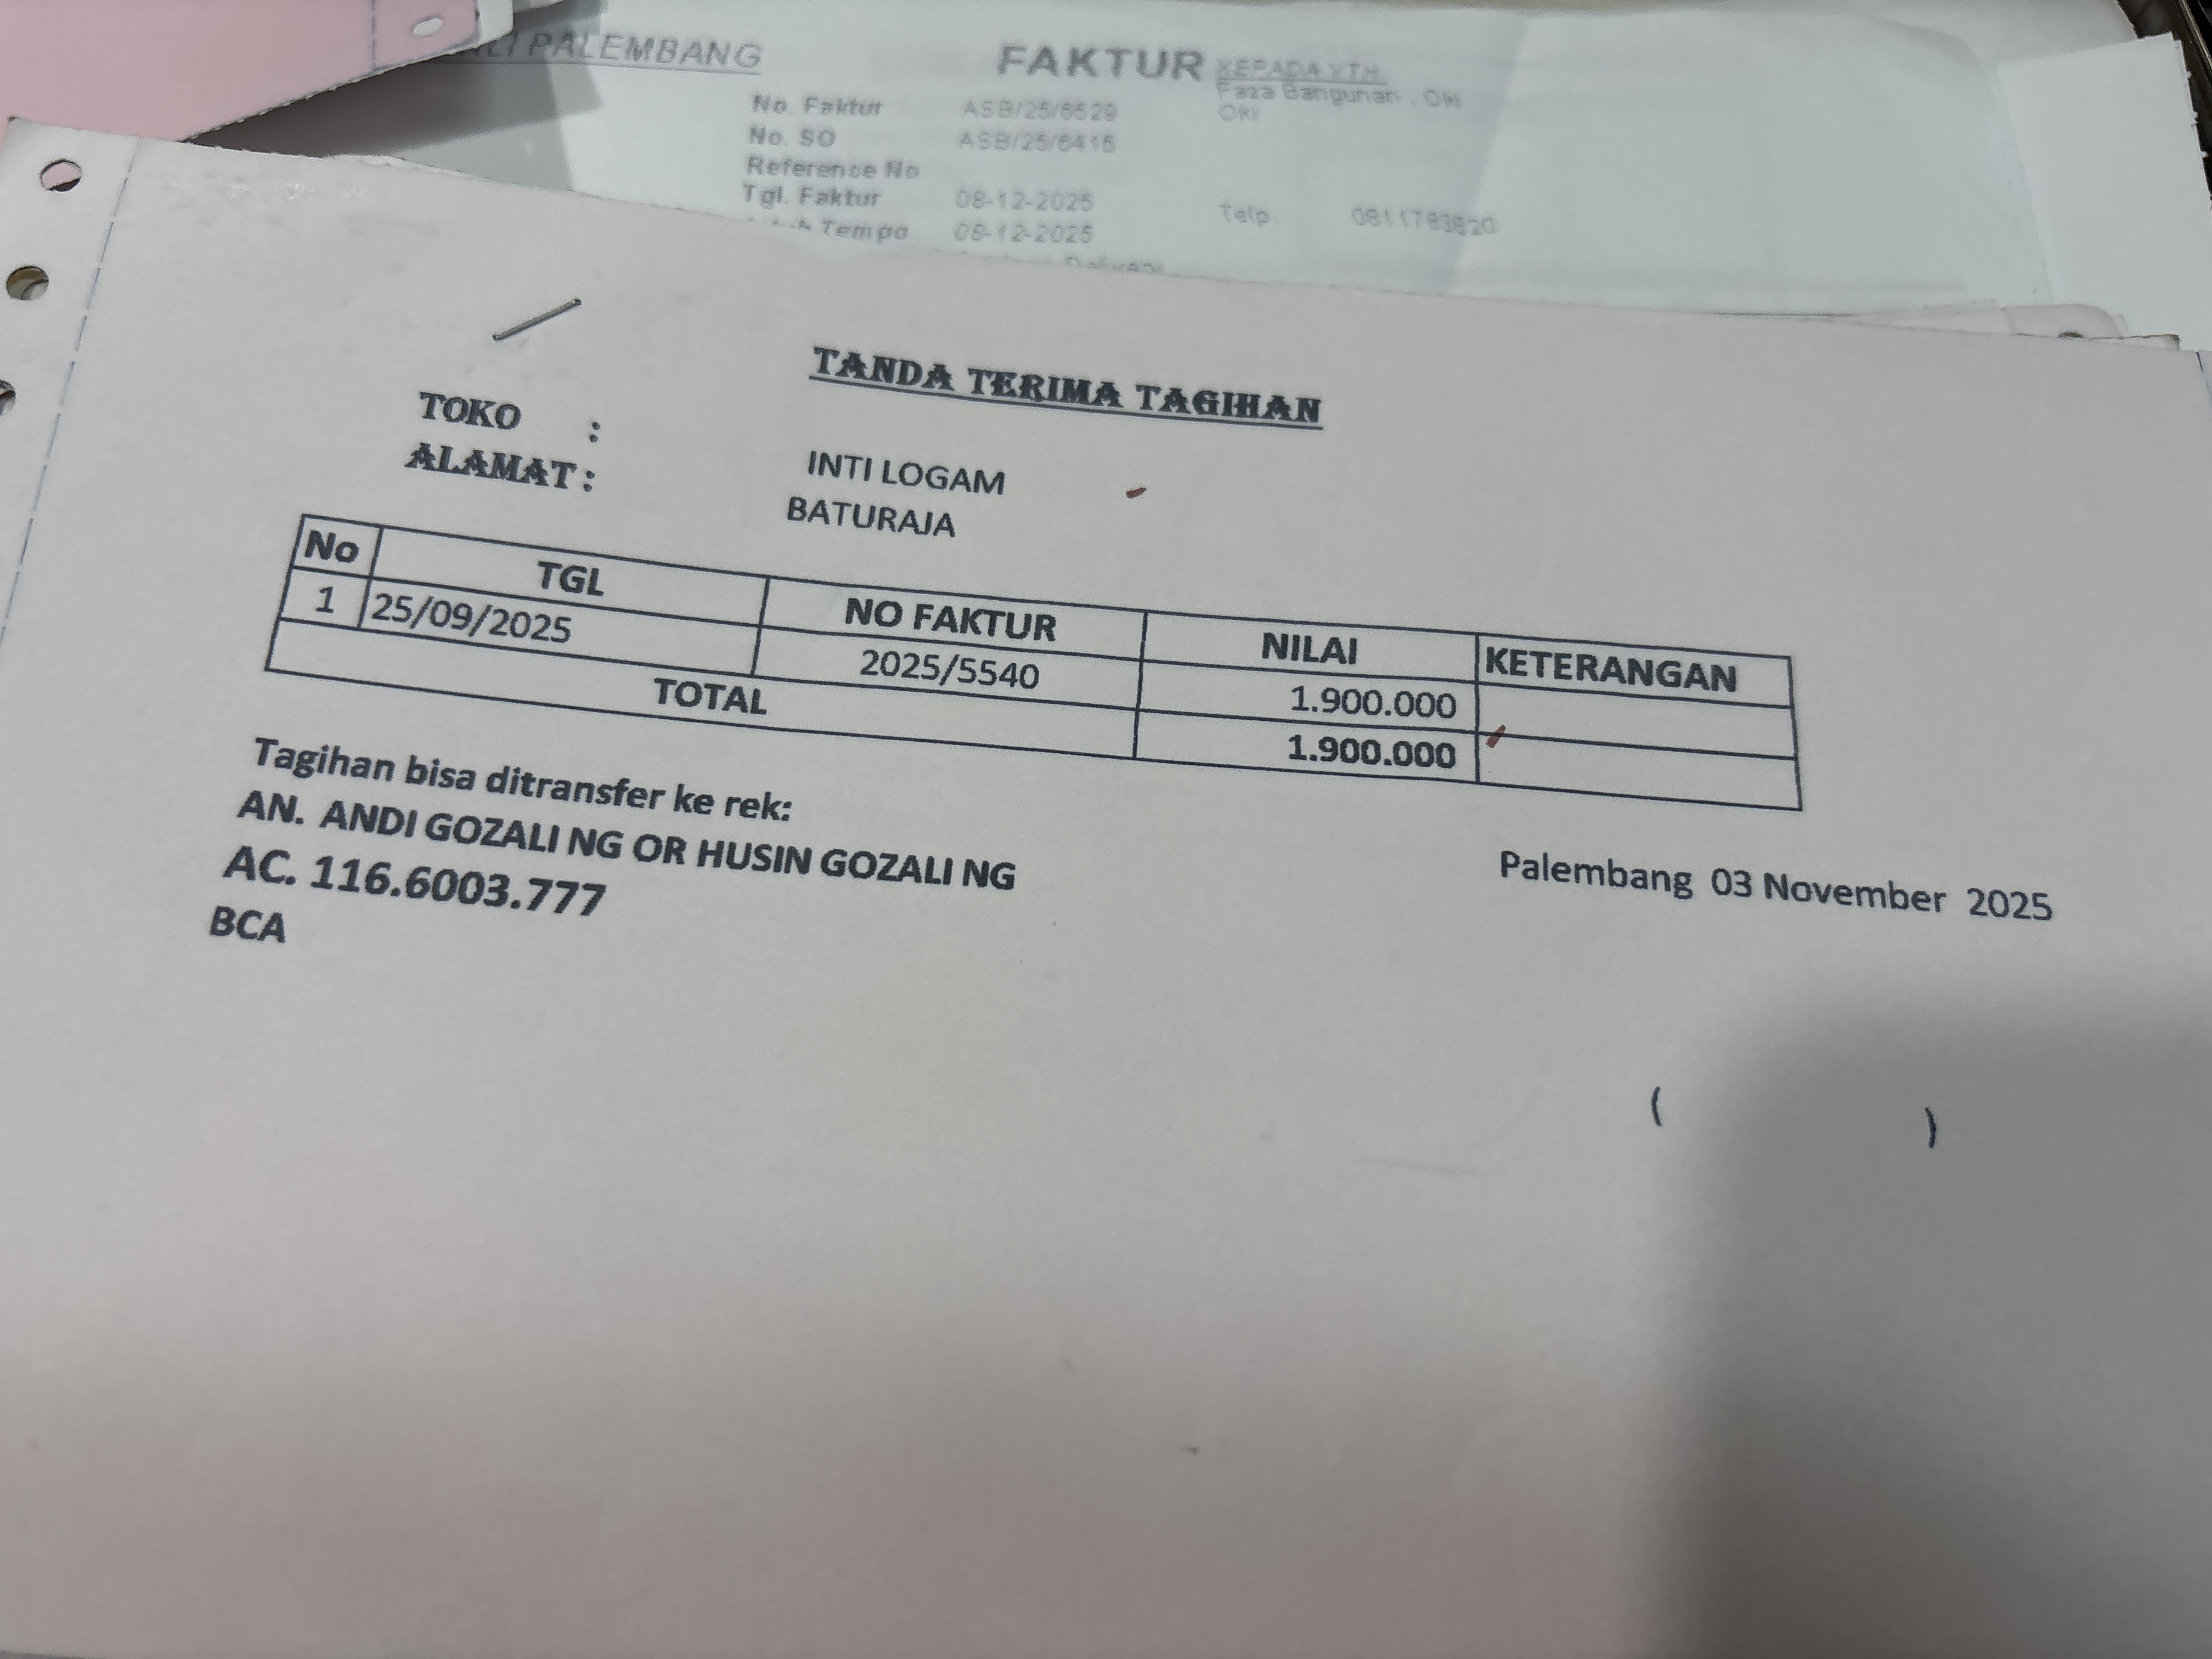 PALEMBANG
FAKTUR
KEPADA YTH.
Faza Bangunan , Oki
OKI
No. Faktur ASB/25/6529
No. SO ASB/25/6415
Reference No
Tgl. Faktur 08-12-2025
Tempo 08-12-2025
Telp. 0811783820
Delivery
TANDA TERIMA TAGIHAN
TOKO : INTI LOGAM
ALAMAT : BATURAJA
No TGL NO FAKTUR NILAI KETERANGAN
1 25/09/2025 2025/5540 1.900.000
TOTAL 1.900.000
Tagihan bisa ditransfer ke rek:
AN. ANDI GOZALI NG OR HUSIN GOZALI NG
AC. 116.6003.777
BCA
Palembang 03 November 2025
( )